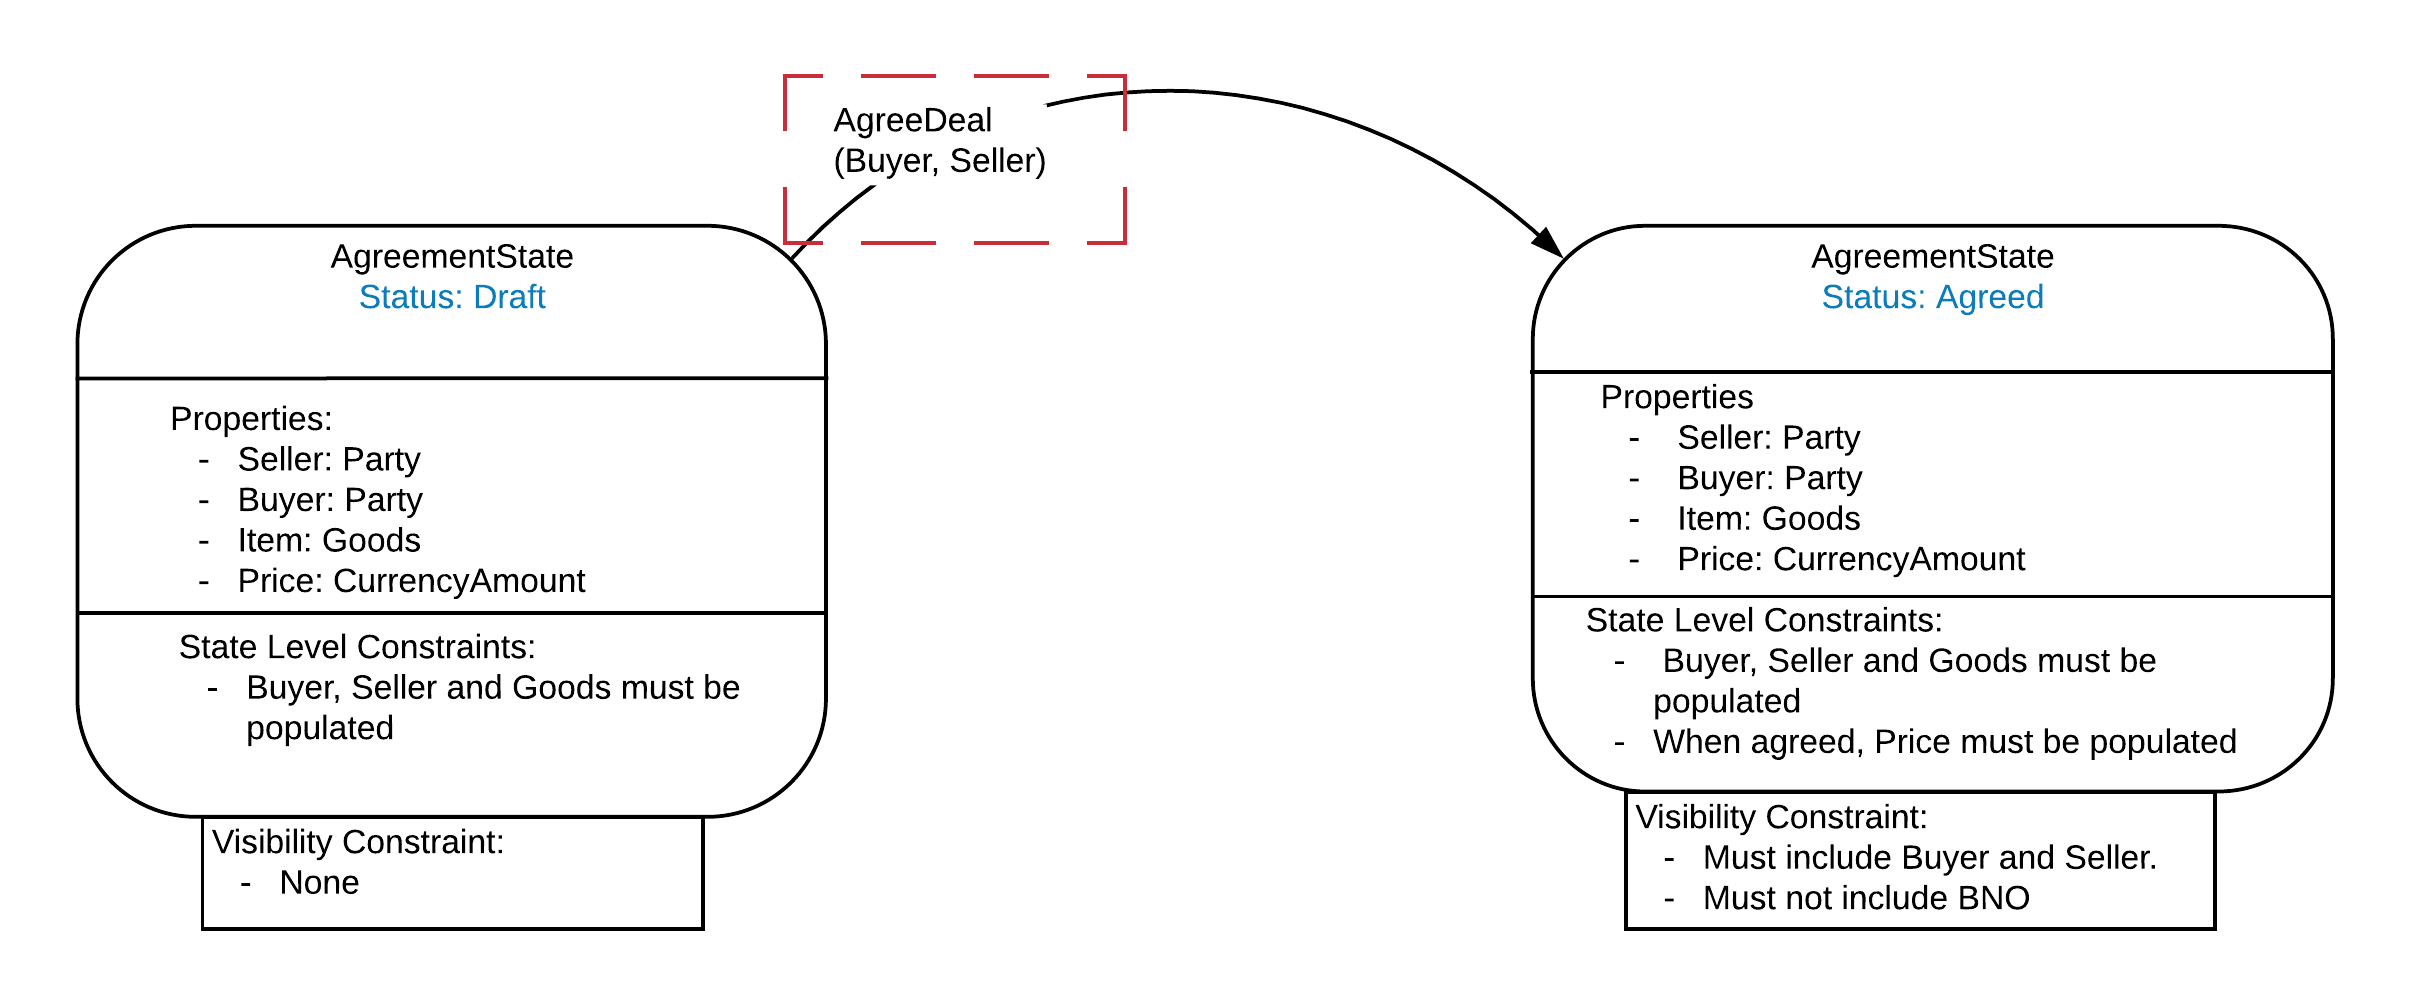 AgreeDeal
(Buyer, Seller)
AgreementState
Status: Draft
Properties:
- Seller: Party
- Buyer: Party
- Item: Goods
- Price: CurrencyAmount
State Level Constraints:
- Buyer, Seller and Goods must be
populated
Visibility Constraint:
- None
AgreementState
Status: Agreed
Properties
- Seller: Party
- Buyer: Party
- Item: Goods
- Price: CurrencyAmount
State Level Constraints:
- Buyer, Seller and Goods must be
populated
- When agreed, Price must be populated
Visibility Constraint:
- Must include Buyer and Seller.
- Must not include BNO